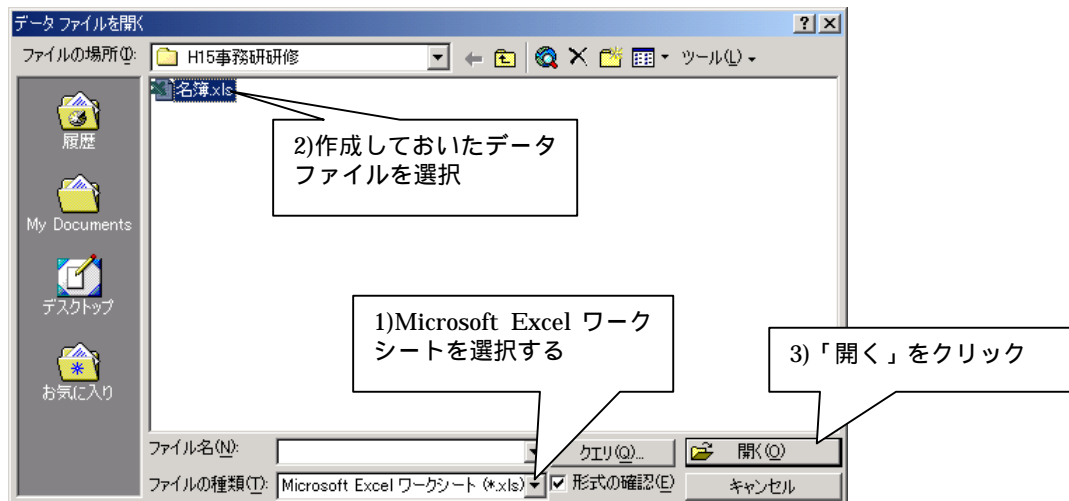 データ ファイルを開く
ファイルの場所(I):
H15事務研研修
ツール(L)
名簿.xls
2)作成しておいたデータ
ファイルを選択
履歴
My Documents
デスクトップ
お気に入り
1)Microsoft Excel ワーク
シートを選択する
3)「開く」をクリック
ファイル名(N):
クエリ(Q)...
開く(O)
ファイルの種類(T):
Microsoft Excel ワークシート (*.xls)
形式の確認(E)
キャンセル